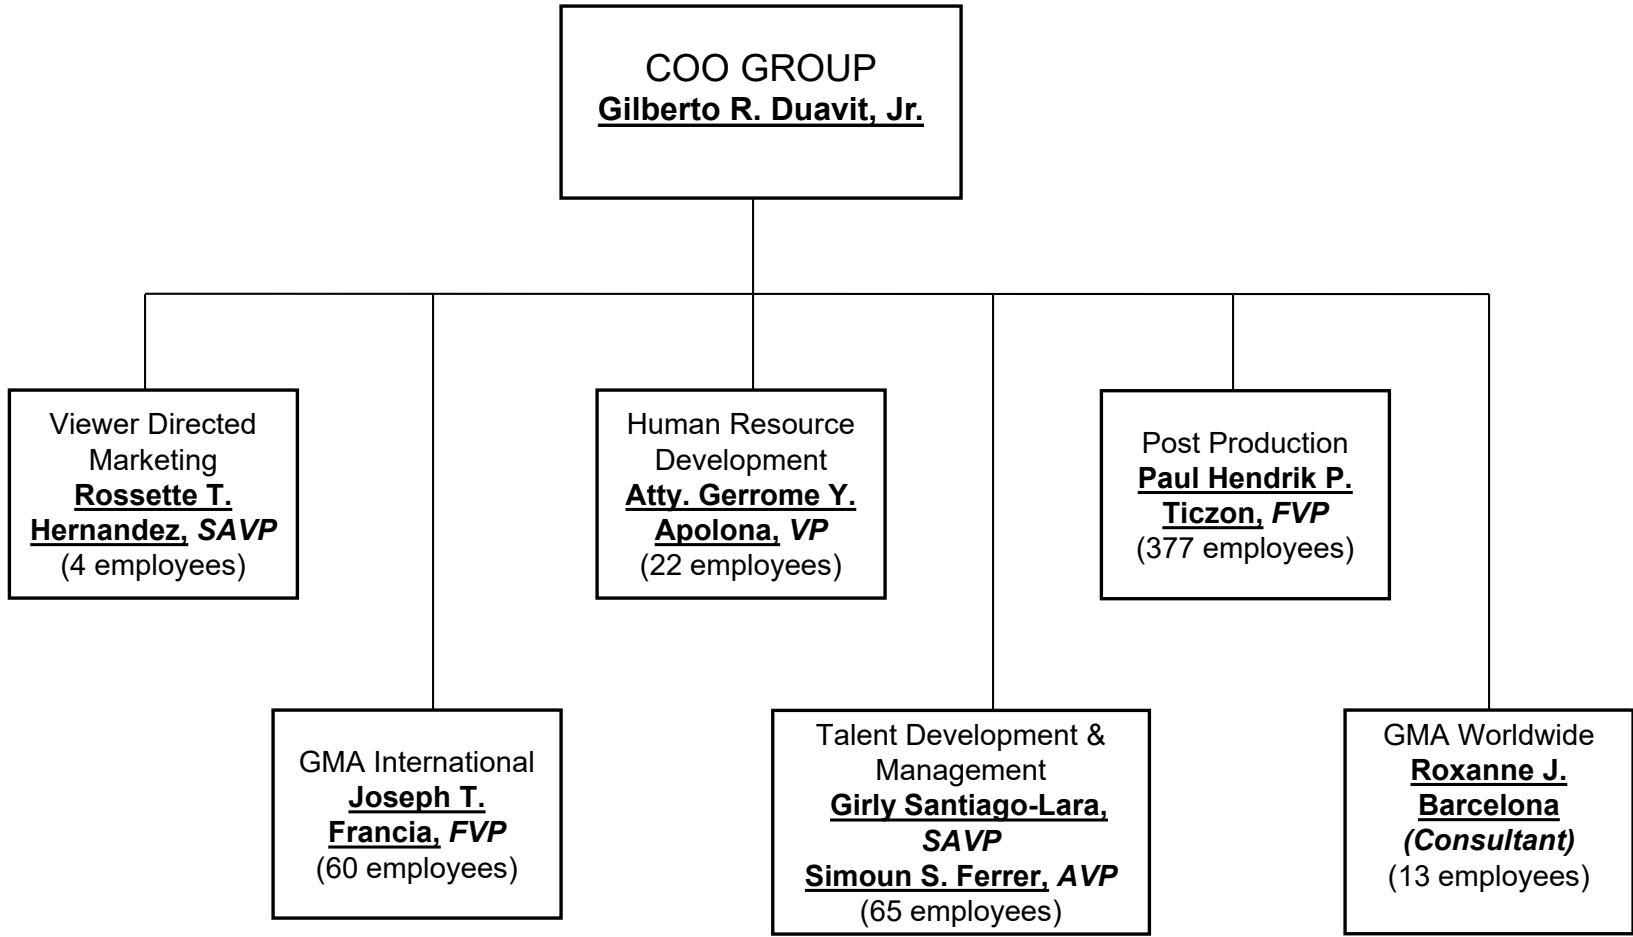 COO GROUP
Gilberto R. Duavit, Jr.
Viewer Directed
Marketing
Rossette T.
Hernandez, SAVP
(4 employees)
Human Resource
Development
Atty. Gerrome Y.
Apolona, VP
(22 employees)
Post Production
Paul Hendrik P.
Ticzon, FVP
(377 employees)
GMA International
Joseph T.
Francia, FVP
(60 employees)
Talent Development &
Management
Girly Santiago-Lara,
SAVP
Simoun S. Ferrer, AVP
(65 employees)
GMA Worldwide
Roxanne J.
Barcelona
(Consultant)
(13 employees)